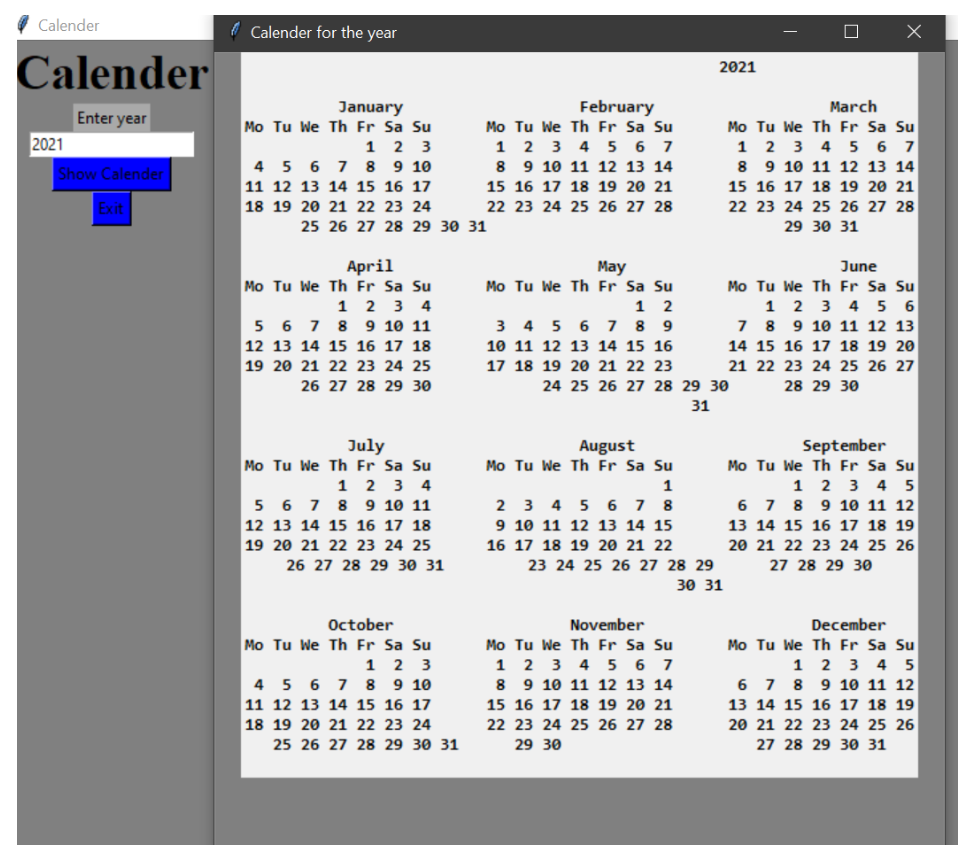 Calender
Calender
Enter year
2021
Show Calender
Exit
Calender for the year
2021
January February March
Mo Tu We Th Fr Sa Su Mo Tu We Th Fr Sa Su Mo Tu We Th Fr Sa Su
1 2 3 1 2 3 4 5 6 7 1 2 3 4 5 6 7
4 5 6 7 8 9 10 8 9 10 11 12 13 14 8 9 10 11 12 13 14
11 12 13 14 15 16 17 15 16 17 18 19 20 21 15 16 17 18 19 20 21
18 19 20 21 22 23 24 22 23 24 25 26 27 28 22 23 24 25 26 27 28
25 26 27 28 29 30 31 29 30 31
April May June
Mo Tu We Th Fr Sa Su Mo Tu We Th Fr Sa Su Mo Tu We Th Fr Sa Su
1 2 3 4 1 2 1 2 3 4 5 6
5 6 7 8 9 10 11 3 4 5 6 7 8 9 7 8 9 10 11 12 13
12 13 14 15 16 17 18 10 11 12 13 14 15 16 14 15 16 17 18 19 20
19 20 21 22 23 24 25 17 18 19 20 21 22 23 21 22 23 24 25 26 27
26 27 28 29 30 24 25 26 27 28 29 30 28 29 30
31
July August September
Mo Tu We Th Fr Sa Su Mo Tu We Th Fr Sa Su Mo Tu We Th Fr Sa Su
1 2 3 4 1 1 2 3 4 5
5 6 7 8 9 10 11 2 3 4 5 6 7 8 6 7 8 9 10 11 12
12 13 14 15 16 17 18 9 10 11 12 13 14 15 13 14 15 16 17 18 19
19 20 21 22 23 24 25 16 17 18 19 20 21 22 20 21 22 23 24 25 26
26 27 28 29 30 31 23 24 25 26 27 28 29 27 28 29 30
30 31
October November December
Mo Tu We Th Fr Sa Su Mo Tu We Th Fr Sa Su Mo Tu We Th Fr Sa Su
1 2 3 1 2 3 4 5 6 7 1 2 3 4 5
4 5 6 7 8 9 10 8 9 10 11 12 13 14 6 7 8 9 10 11 12
11 12 13 14 15 16 17 15 16 17 18 19 20 21 13 14 15 16 17 18 19
18 19 20 21 22 23 24 22 23 24 25 26 27 28 20 21 22 23 24 25 26
25 26 27 28 29 30 31 29 30 27 28 29 30 31